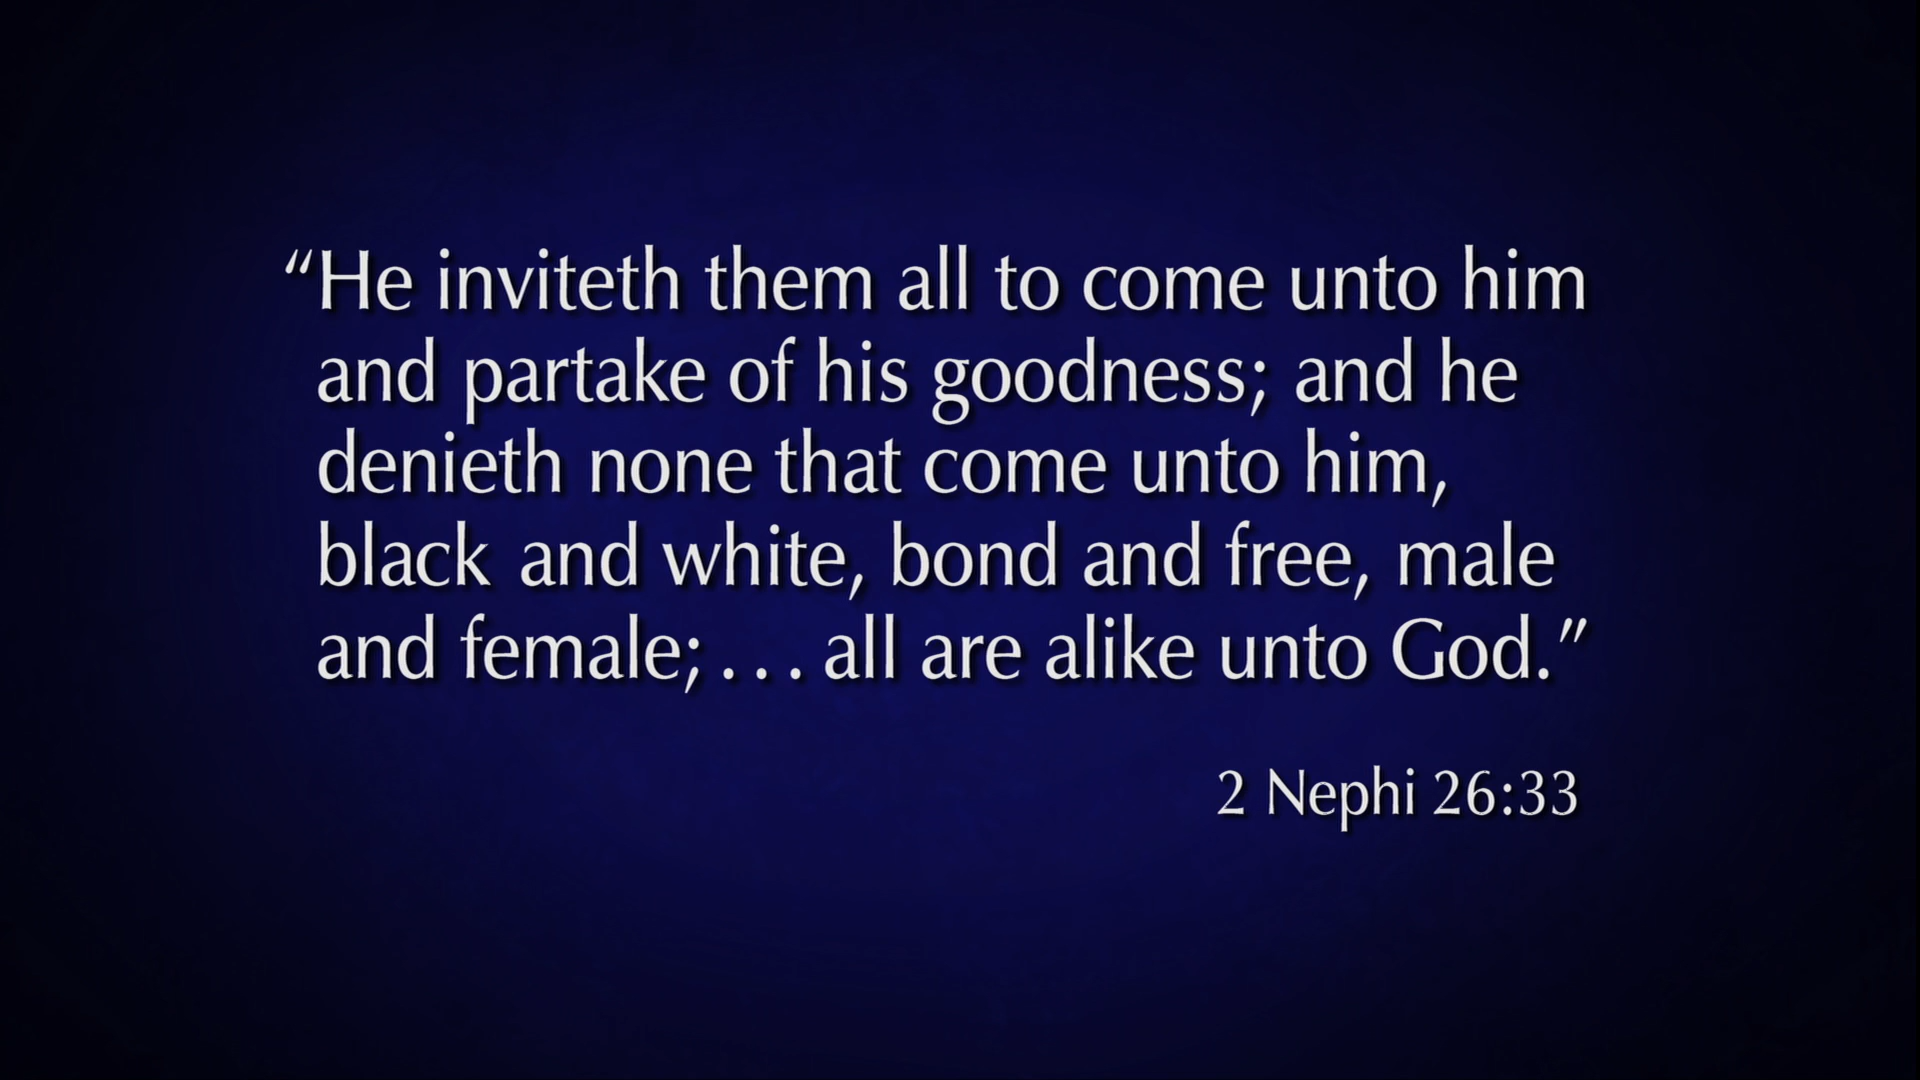 “He inviteth them all to come unto him
and partake of his goodness; and he
denieth none that come unto him,
black and white, bond and free, male
and female; . . . all are alike unto God.”
2 Nephi 26:33